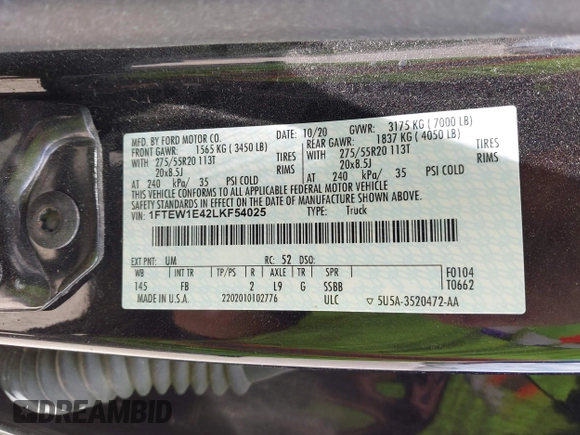 MFD. BY FORD MOTOR CO. 10/20 GVWR: 3175 KG ( 7000 LB)
FRONT GAWR: 1565 KG ( 3450 LB) REAR GAWR: 1837 KG ( 4050 LB)
275/55R20 113T TIRES 275/55R20 113T TIRES
20x8.5J RIMS 20x8.5J RIMS
AT 240 kPa/ 35 PSI COLD AT 240 kPa/ 35 PSI COLD
THIS VEHICLE CONFORMS TO ALL APPLICABLE FEDERAL MOTOR VEHICLE
SAFETY STANDARDS IN EFFECT ON THE DATE OF MANUFACTURE SHOWN ABOVE.
VIN: 1FTEW1E42LKF54025 TYPE: Truck
EXT PNT: UM RC: 52 DSO:
WB INT TR TP/PS R AXLE TR SPR F0104
145 FB 2 L9 G SSBB T0662
MADE IN U.S.A. 2202010102776 ULC 5U5A-3520472-AA
DREAMBID